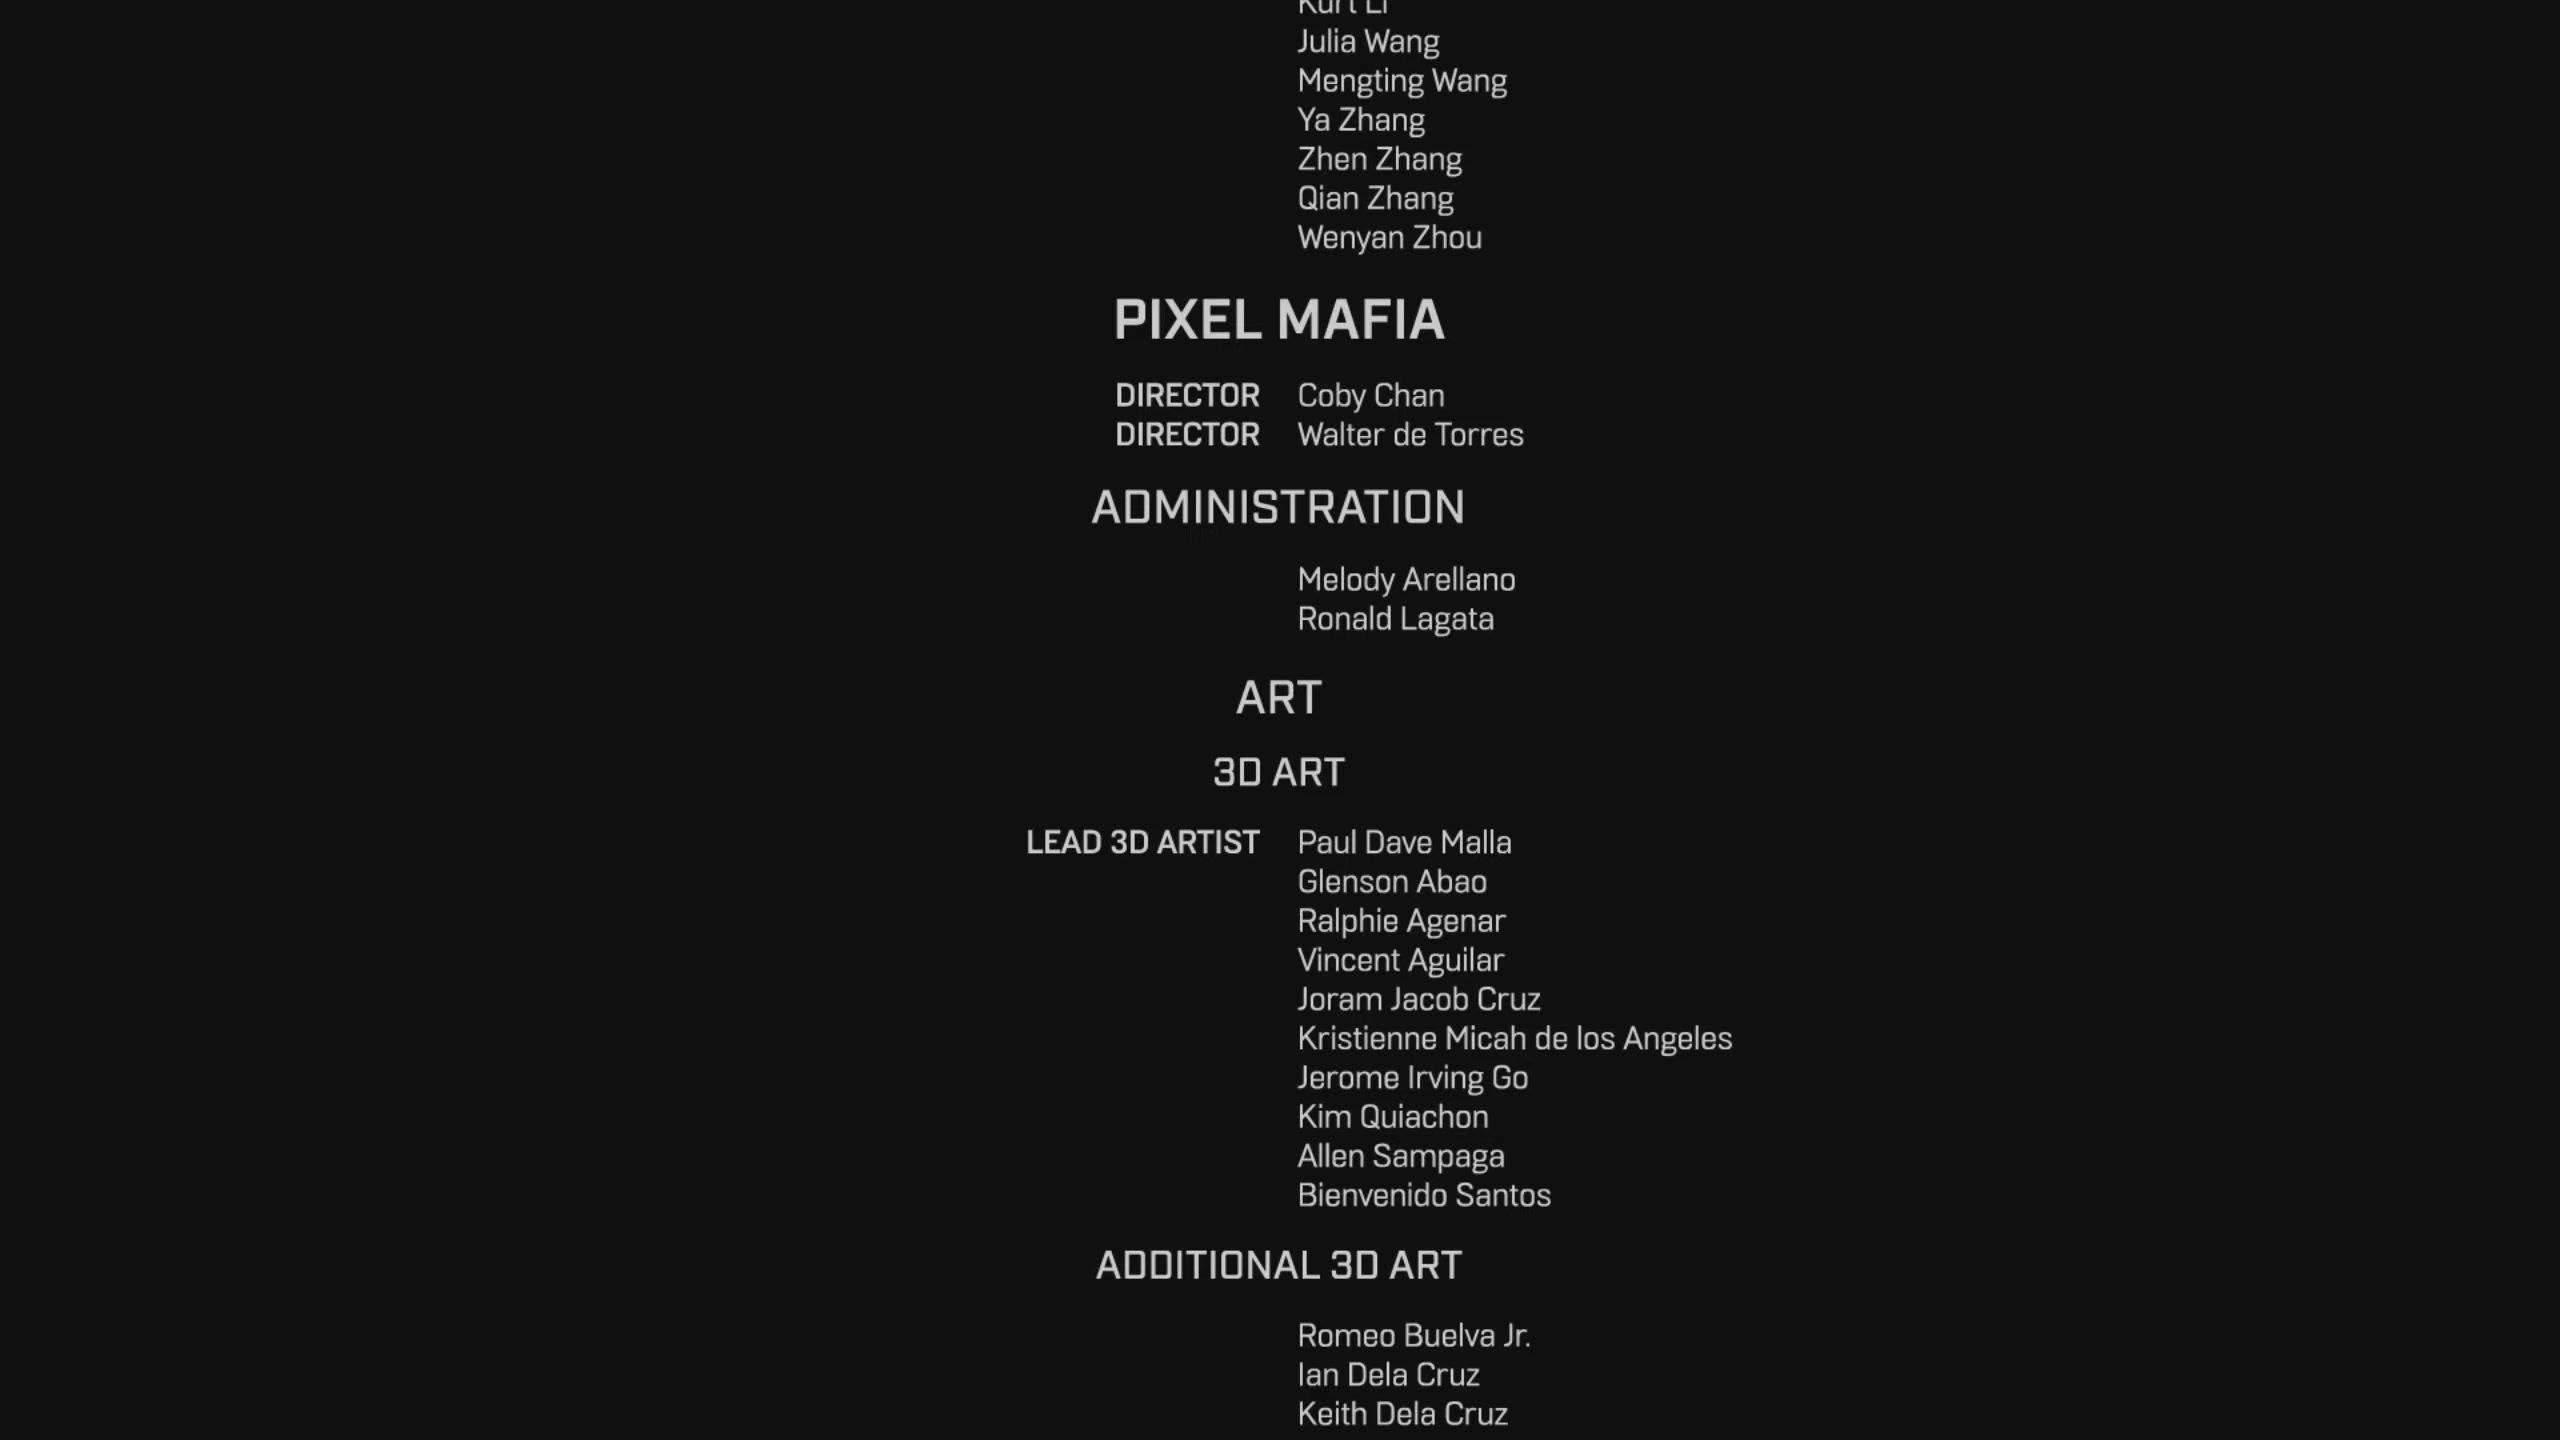 Kurt Li
Julia Wang
Mengting Wang
Ya Zhang
Zhen Zhang
Qian Zhang
Wenyan Zhou
PIXEL MAFIA
DIRECTOR Coby Chan
DIRECTOR Walter de Torres
ADMINISTRATION
Melody Arellano
Ronald Lagata
ART
3D ART
LEAD 3D ARTIST Paul Dave Malla
Glenson Abao
Ralphie Agenar
Vincent Aguilar
Joram Jacob Cruz
Kristienne Micah de los Angeles
Jerome Irving Go
Kim Quiachon
Allen Sampaga
Bienvenido Santos
ADDITIONAL 3D ART
Romeo Buelva Jr.
Ian Dela Cruz
Keith Dela Cruz